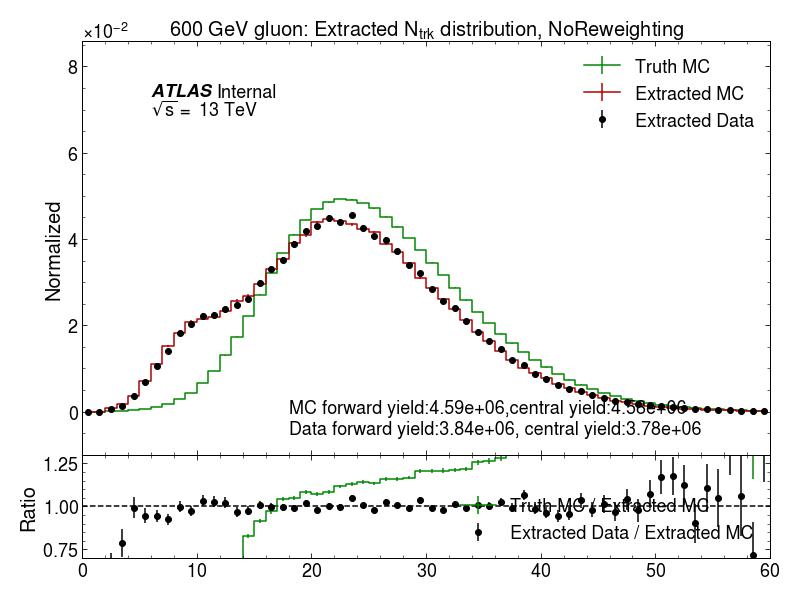 ×10⁻²
600 GeV gluon: Extracted N_trk distribution, NoReweighting
8
ATLAS Internal
√s = 13 TeV
Truth MC
Extracted MC
Extracted Data
6
Normalized
4
2
0
MC forward yield:4.59e+06,central yield:4.58e+06
Data forward yield:3.84e+06, central yield:3.78e+06
1.25
Ratio
1.00
Truth MC / Extracted MC
Extracted Data / Extracted MC
0.75
0 10 20 30 40 50 60